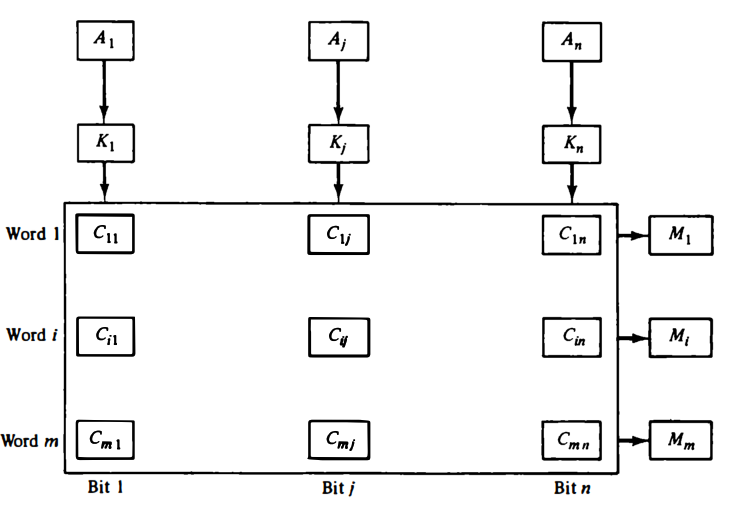 A1 Aj An
K1 Kj Kn
Word 1 C11 C1j C1n M1
Word i Ci1 Cij Cin Mi
Word m Cm1 Cmj Cmn Mm
Bit 1 Bit j Bit n